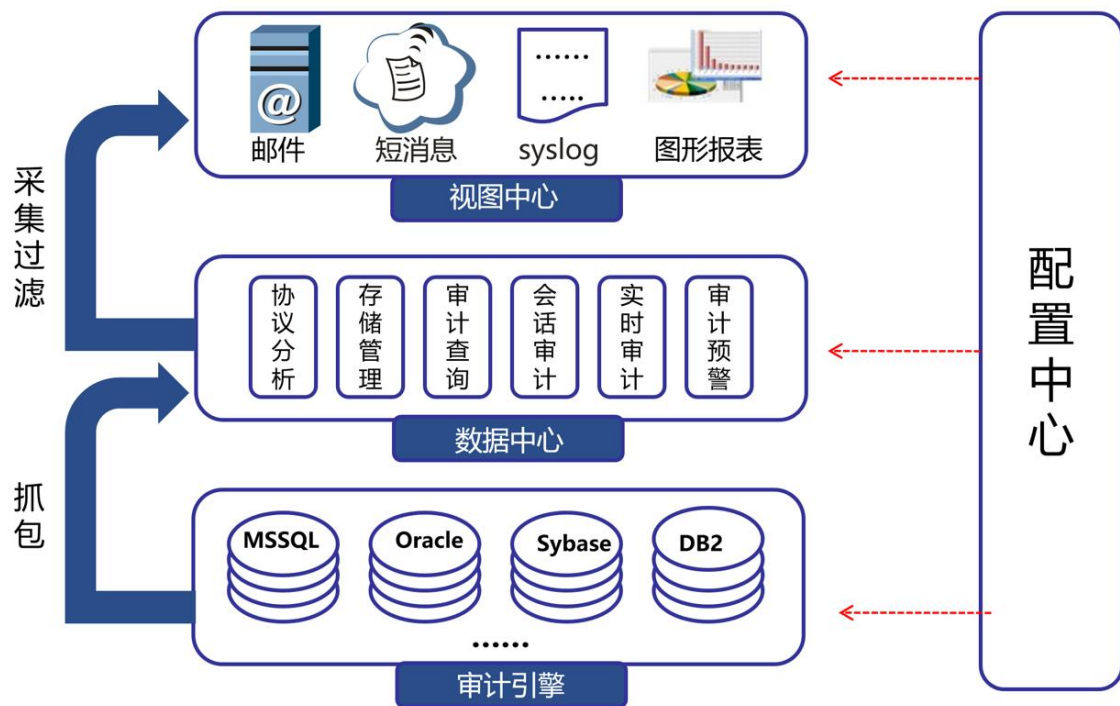 邮件
短消息
......
.....
syslog
图形报表
视图中心
采集过滤
协议分析
存储管理
审计查询
会话审计
实时审计
审计预警
数据中心
抓包
MSSQL
Oracle
Sybase
DB2
......
审计引擎
配置中心
@